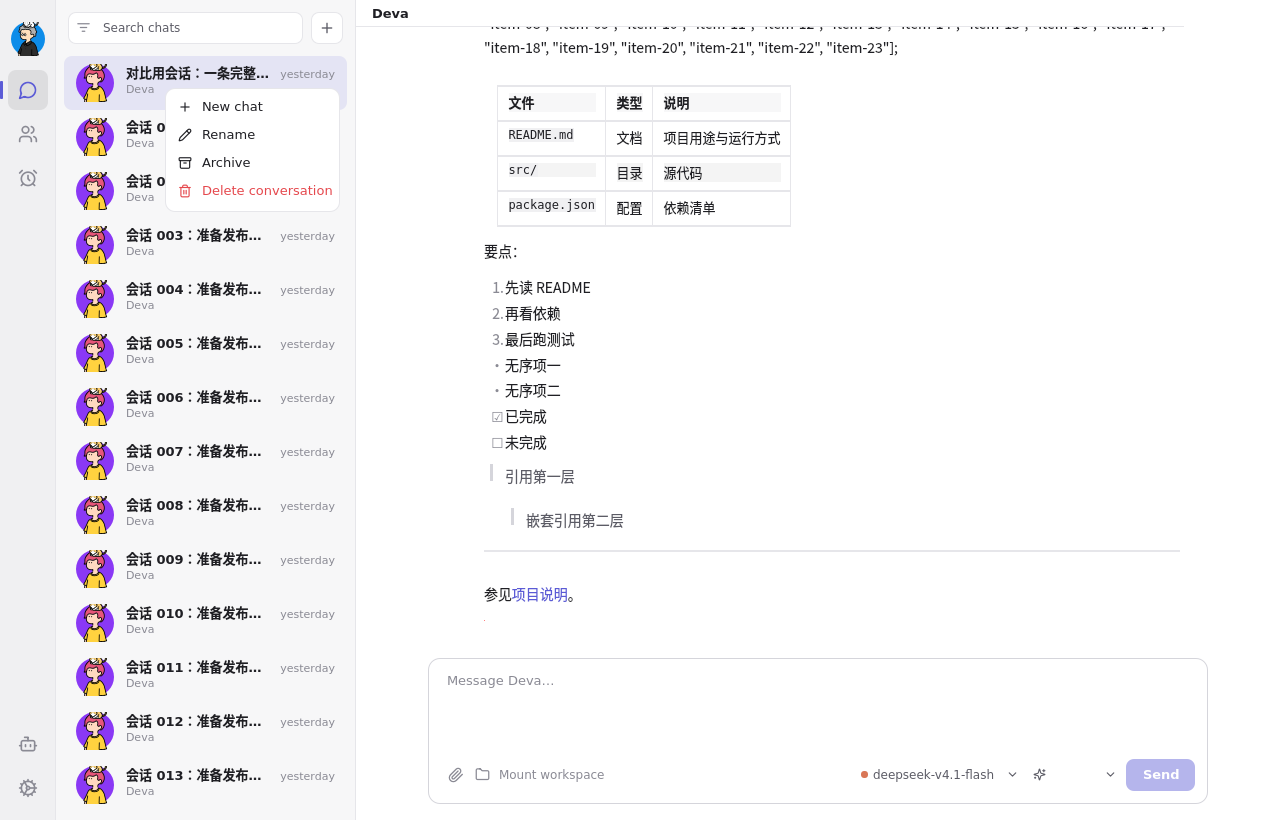 Search chats
对比用会话：一条完整... yesterday
Deva
New chat
Rename
Archive
Delete conversation
会话 0
Deva
会话 0
Deva
会话 003：准备发布... yesterday
Deva
会话 004：准备发布... yesterday
Deva
会话 005：准备发布... yesterday
Deva
会话 006：准备发布... yesterday
Deva
会话 007：准备发布... yesterday
Deva
会话 008：准备发布... yesterday
Deva
会话 009：准备发布... yesterday
Deva
会话 010：准备发布... yesterday
Deva
会话 011：准备发布... yesterday
Deva
会话 012：准备发布... yesterday
Deva
会话 013：准备发布... yesterday
Deva
Deva
"item-18", "item-19", "item-20", "item-21", "item-22", "item-23"];
文件 类型 说明
README.md 文档 项目用途与运行方式
src/ 目录 源代码
package.json 配置 依赖清单
要点：
1. 先读 README
2. 再看依赖
3. 最后跑测试
• 无序项一
• 无序项二
☑ 已完成
☐ 未完成
引用第一层
嵌套引用第二层
参见项目说明。
Message Deva...
Mount workspace
deepseek-v4.1-flash
Send